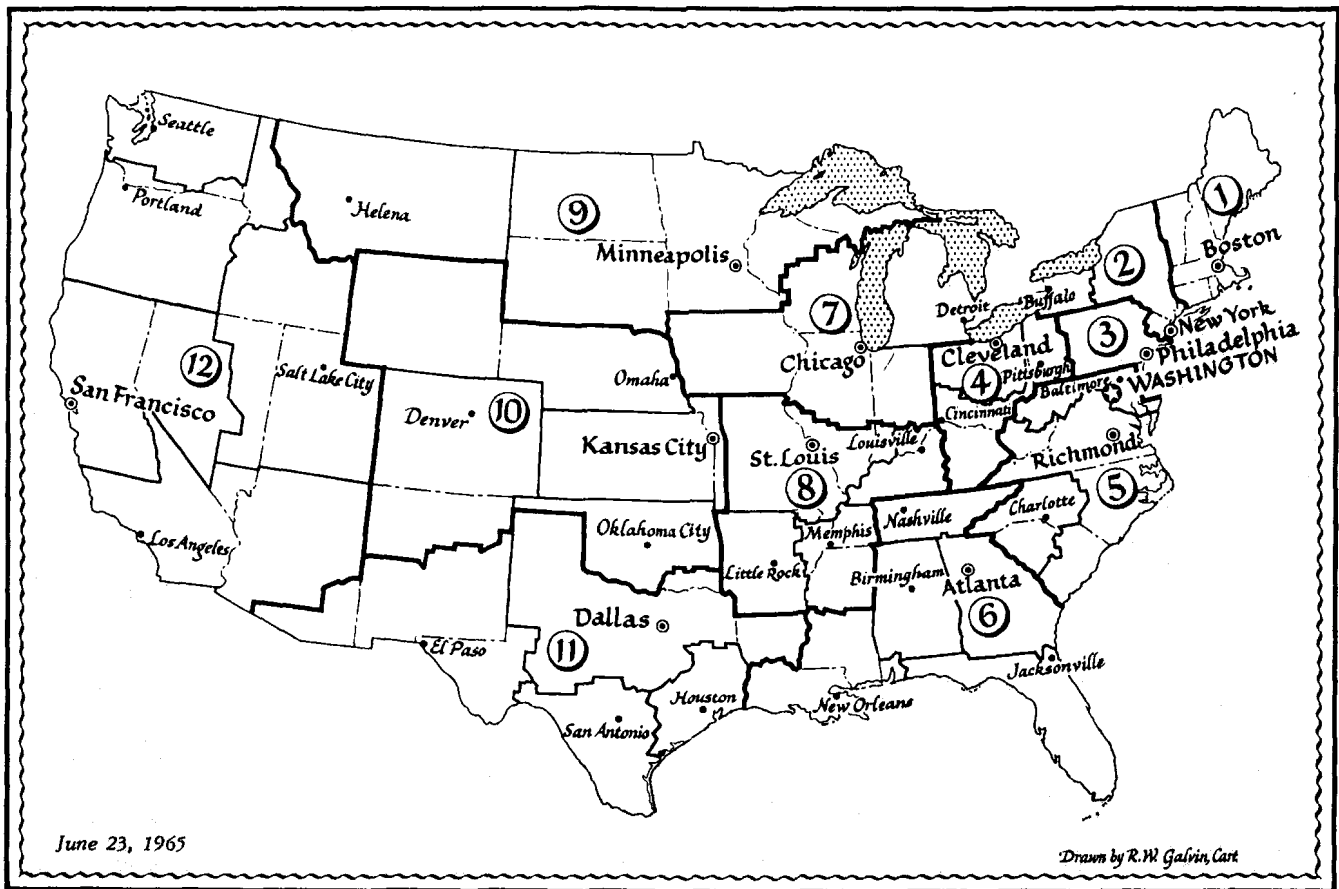 Seattle
Portland
Helena
9
Minneapolis
1
Boston
2
Buffalo
Detroit
7
Chicago
New York
3
Philadelphia
Cleveland
Pittsburgh
4
WASHINGTON
Baltimore
Cincinnati
12
Salt Lake City
San Francisco
Omaha
Denver
10
Kansas City
St. Louis
Louisville
8
Richmond
5
Los Angeles
Oklahoma City
Memphis
Nashville
Charlotte
Little Rock
Birmingham
Atlanta
6
Dallas
11
El Paso
Houston
San Antonio
New Orleans
Jacksonville
June 23, 1965
Drawn by R.W. Galvin, Cart.